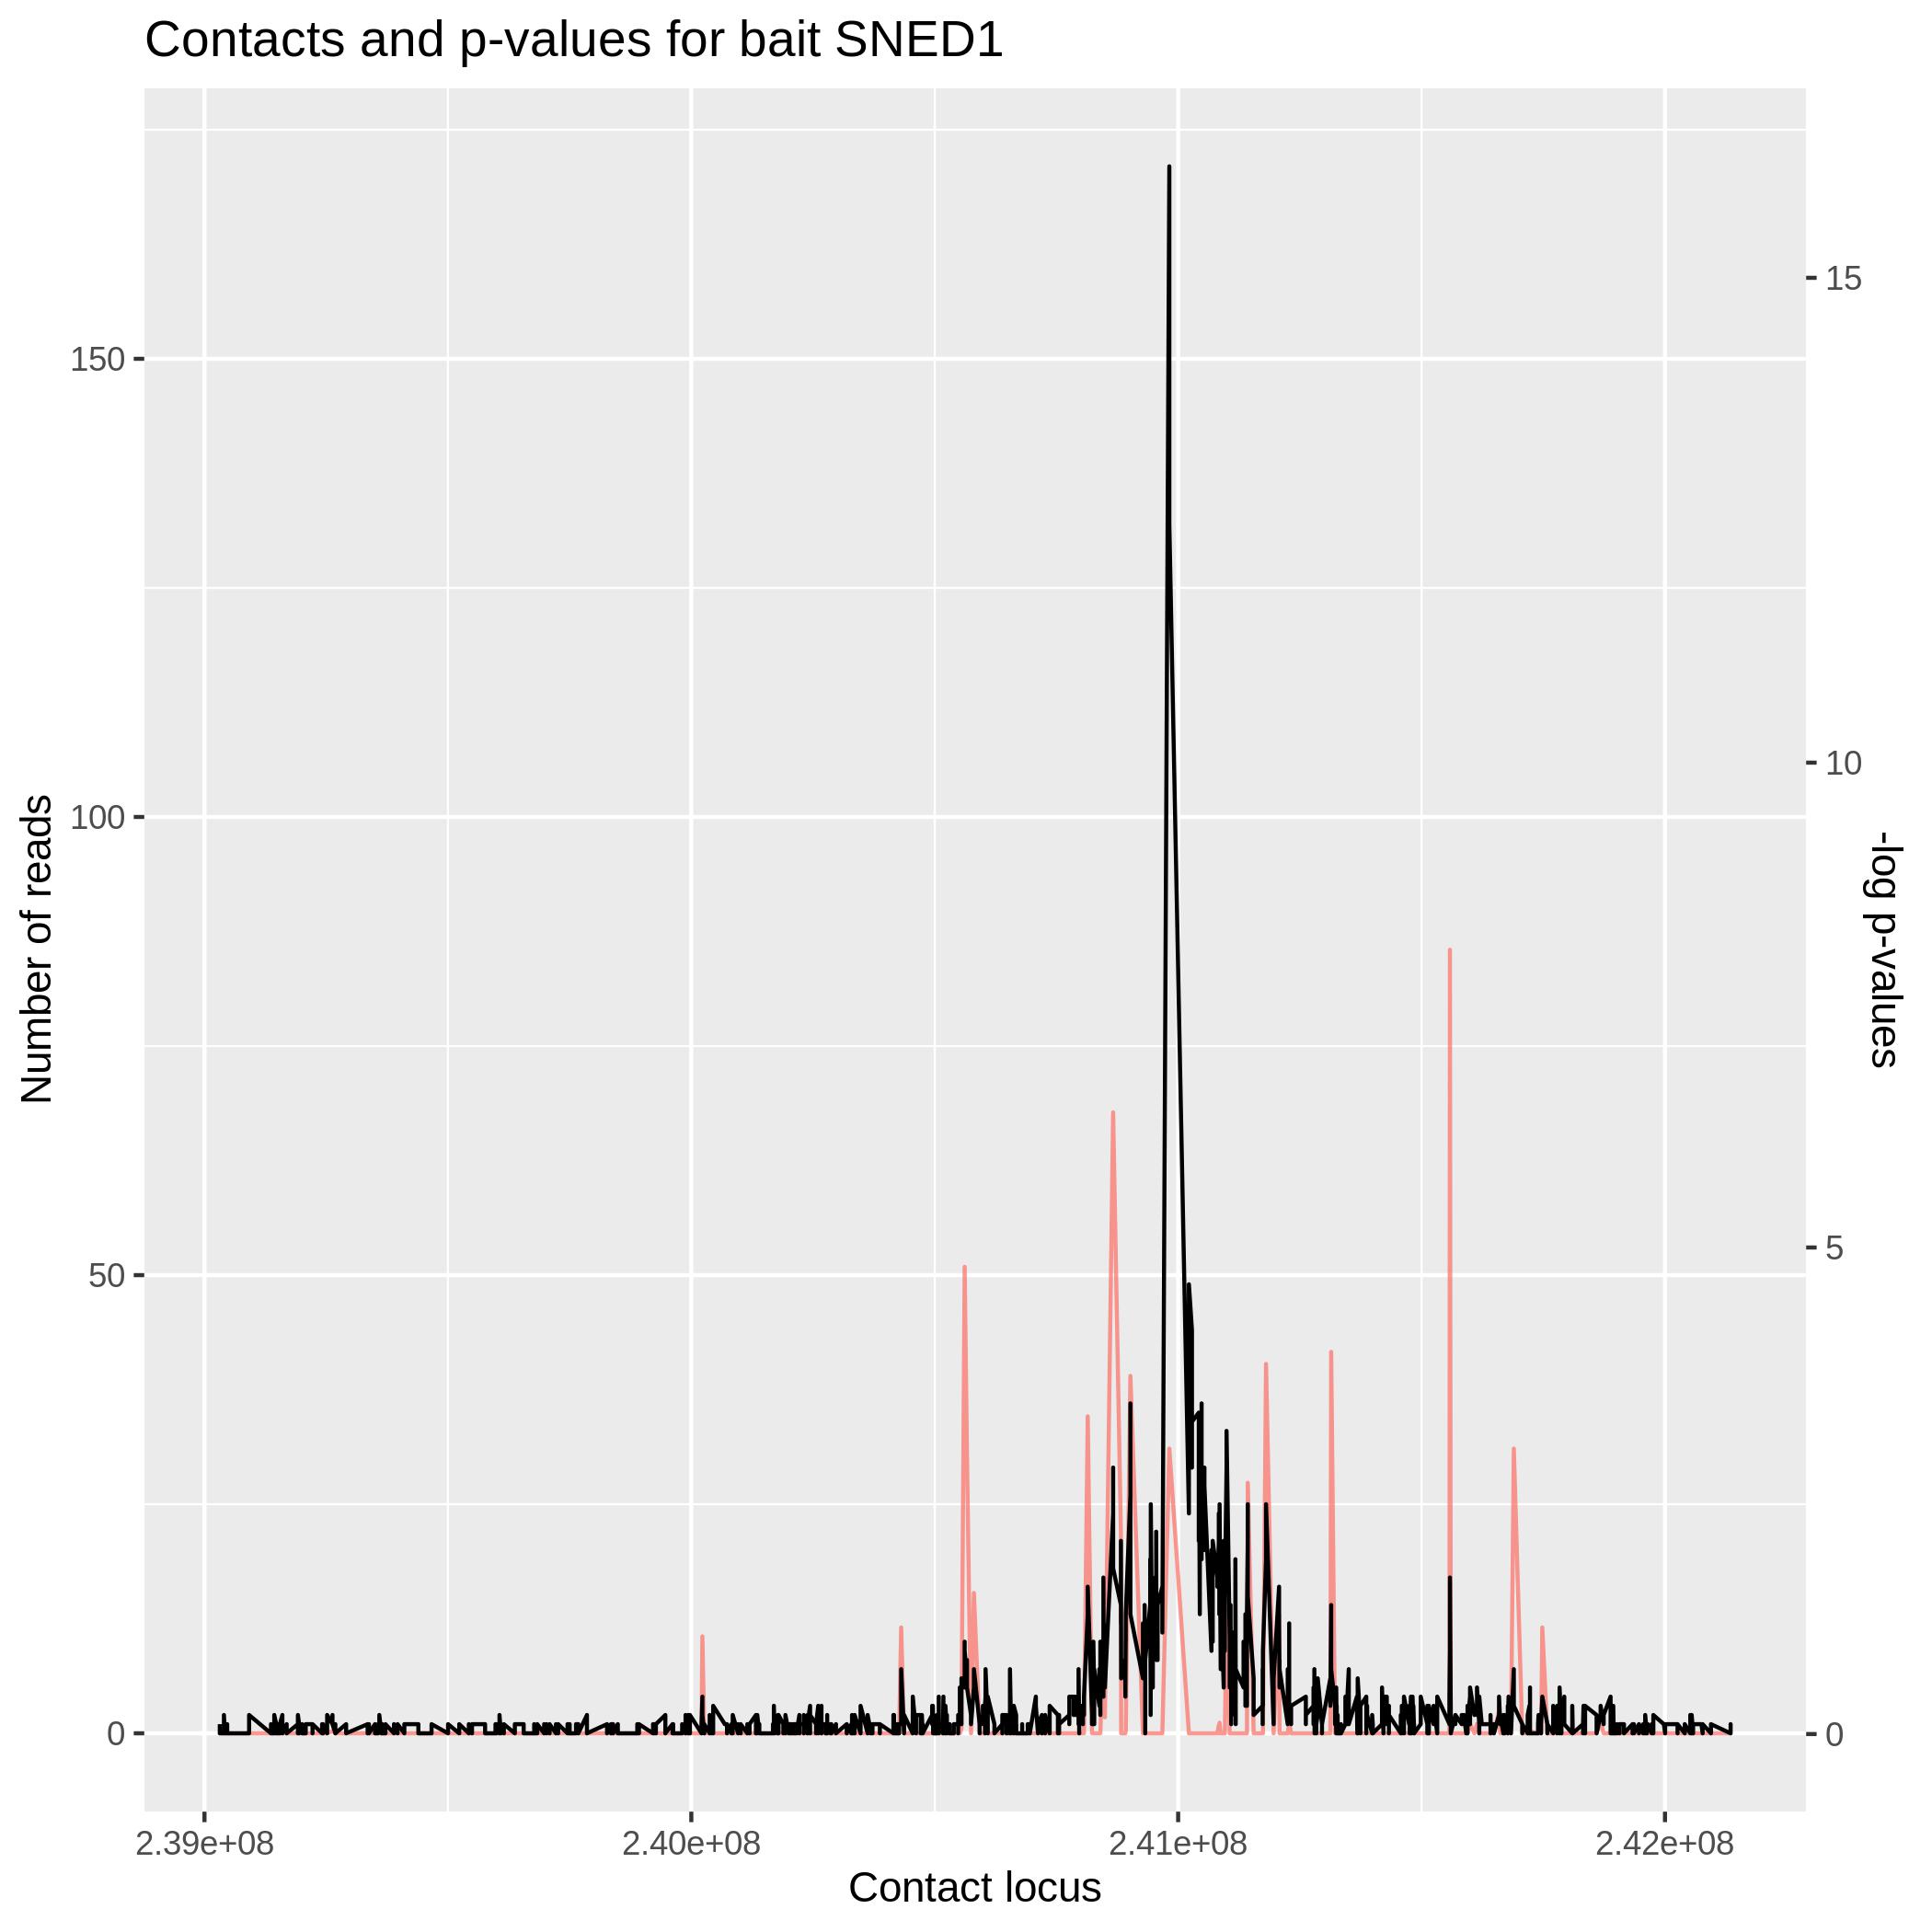 Contacts and p-values for bait SNED1
Number of reads
150
100
50
0
15
10
5
0
-log p-values
2.39e+08
2.40e+08
2.41e+08
2.42e+08
Contact locus